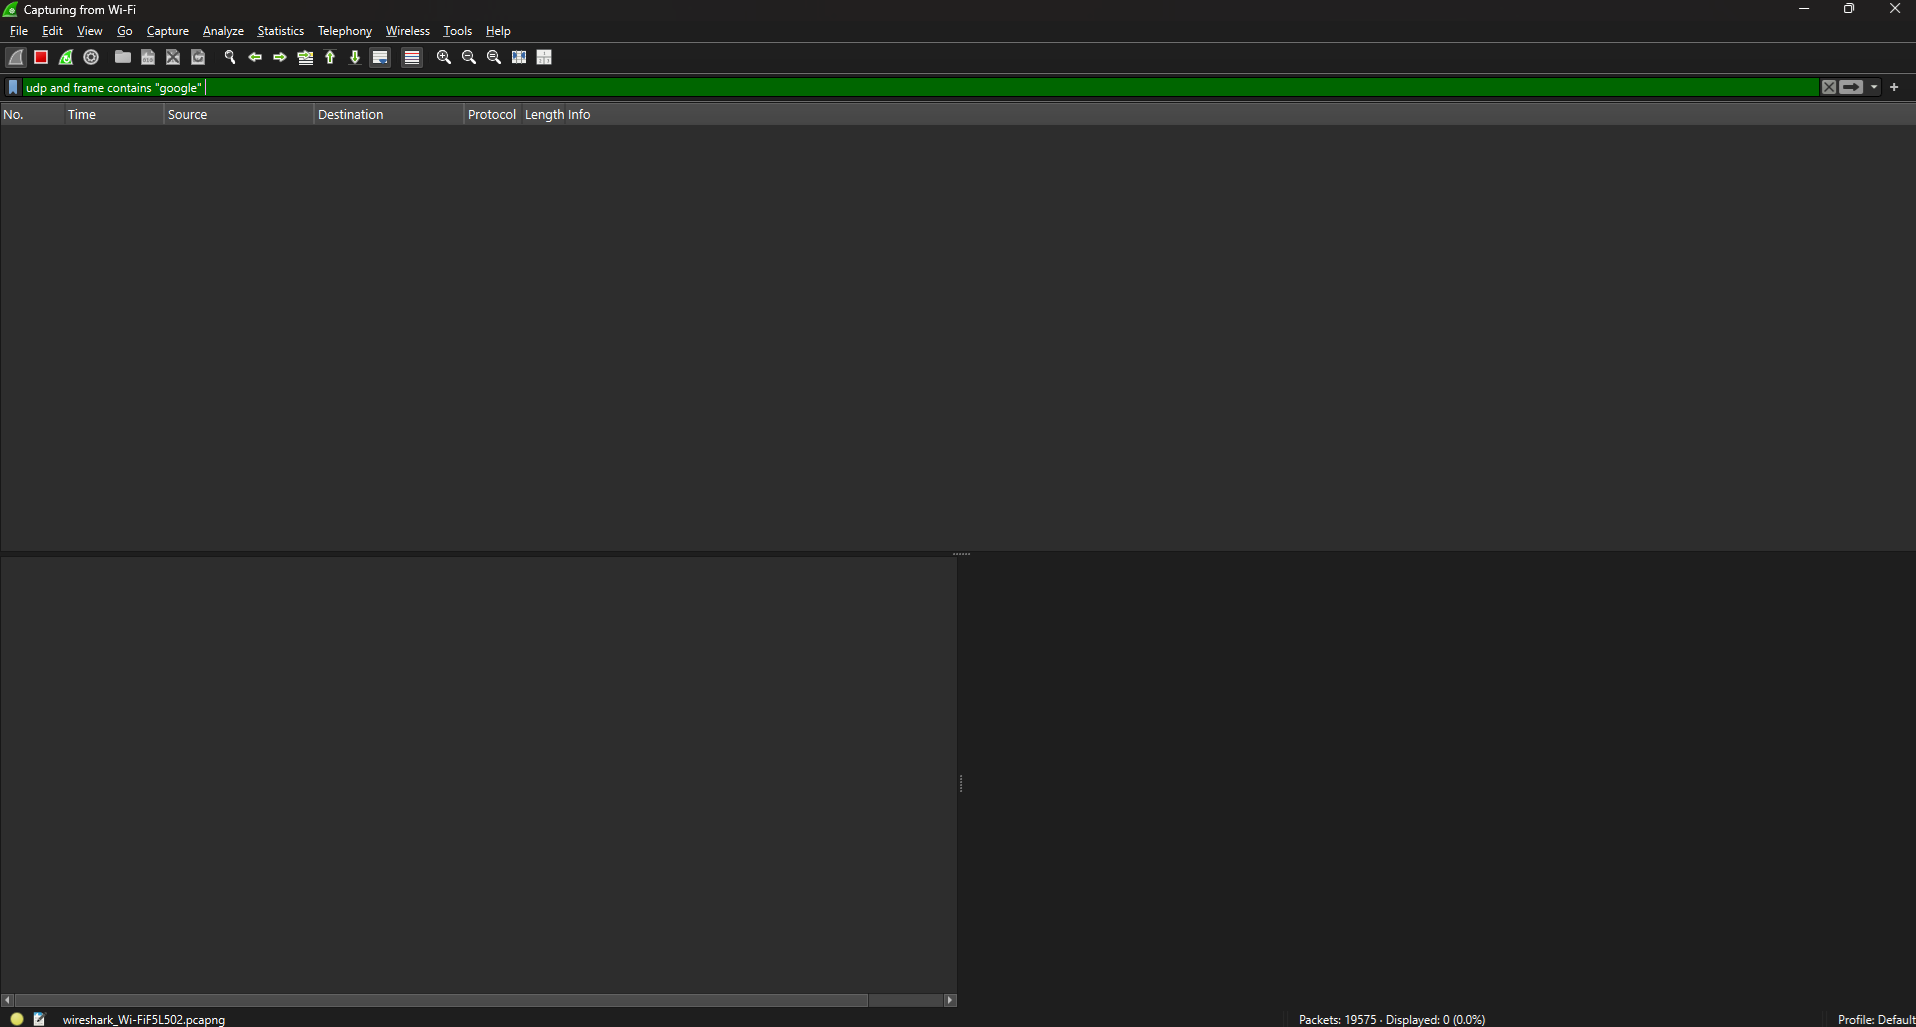 Capturing from Wi-Fi
File Edit View Go Capture Analyze Statistics Telephony Wireless Tools Help
udp and frame contains "google"
No. Time Source Destination Protocol Length Info
wireshark_Wi-FiF5L502.pcapng Packets: 19575 · Displayed: 0 (0.0%) Profile: Default